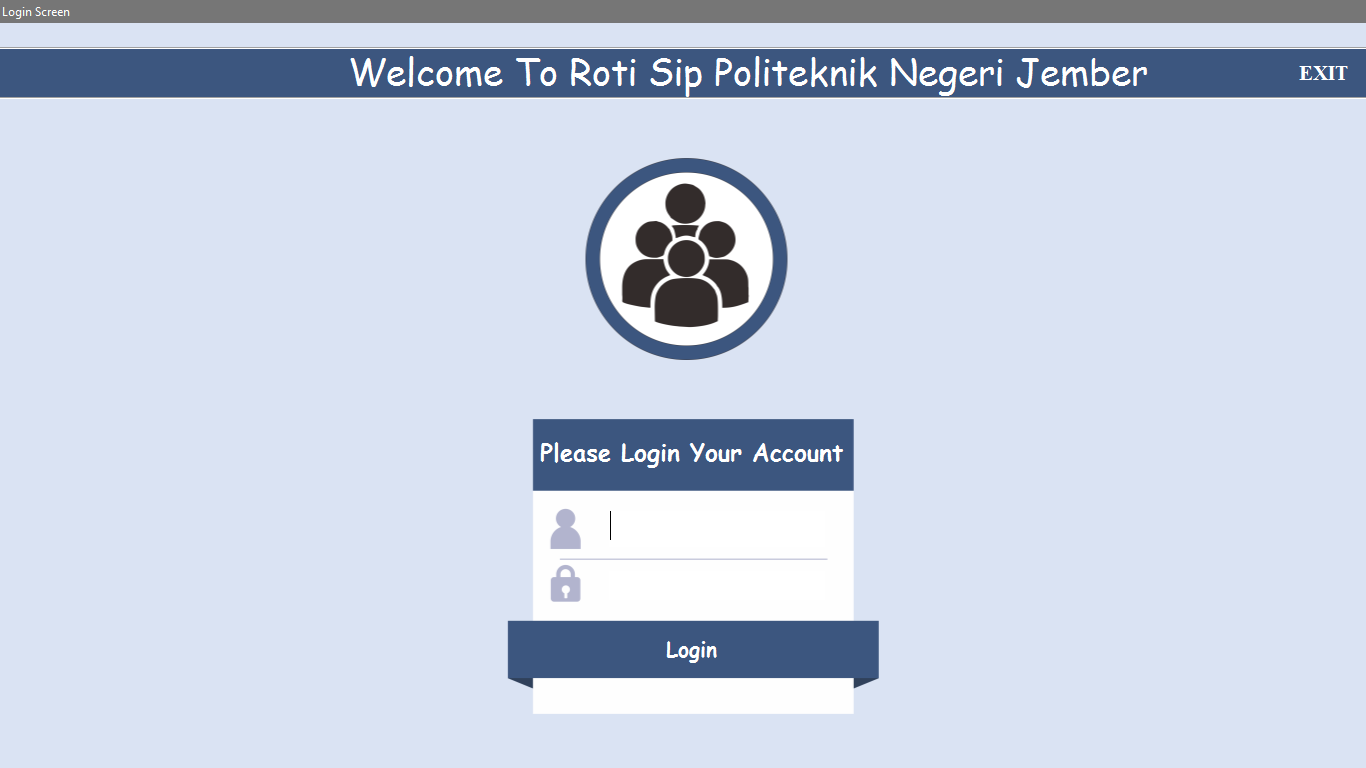 Login Screen
Welcome To Roti Sip Politeknik Negeri Jember
EXIT
Please Login Your Account
Login